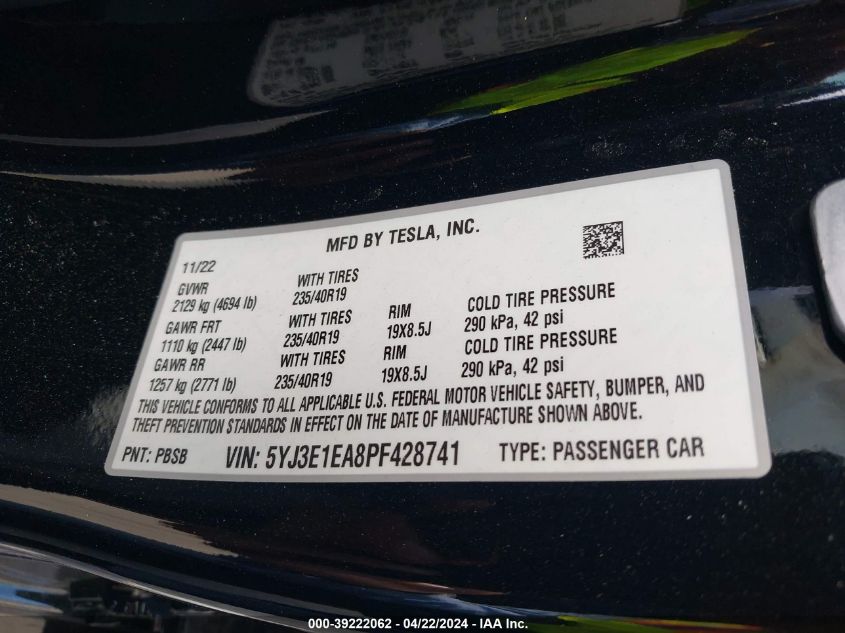 MFD BY TESLA, INC.
11/22
GVWR WITH TIRES
2129 kg (4694 lb) 235/40R19
GAWR FRT WITH TIRES RIM COLD TIRE PRESSURE
1110 kg (2447 lb) 235/40R19 19X8.5J 290 kPa, 42 psi
GAWR RR WITH TIRES RIM COLD TIRE PRESSURE
1257 kg (2771 lb) 235/40R19 19X8.5J 290 kPa, 42 psi
THIS VEHICLE CONFORMS TO ALL APPLICABLE U.S. FEDERAL MOTOR VEHICLE SAFETY, BUMPER, AND
THEFT PREVENTION STANDARDS IN EFFECT ON THE DATE OF MANUFACTURE SHOWN ABOVE.
PNT: PBSB VIN: 5YJ3E1EA8PF428741 TYPE: PASSENGER CAR
000-39222062 - 04/22/2024 - IAA Inc.